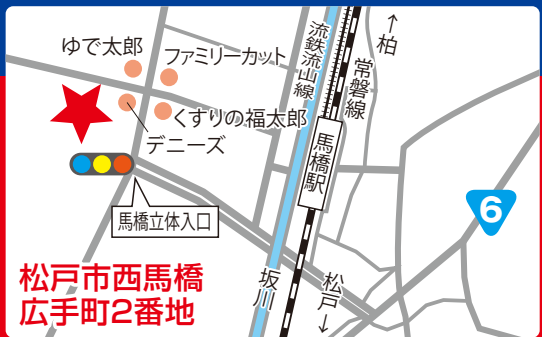 ゆで太郎
ファミリーカット
くすりの福太郎
デニーズ
馬橋立体入口
流鉄流山線
↑柏
常磐線
馬橋駅
6
坂川
松戸↓
松戸市西馬橋
広手町2番地